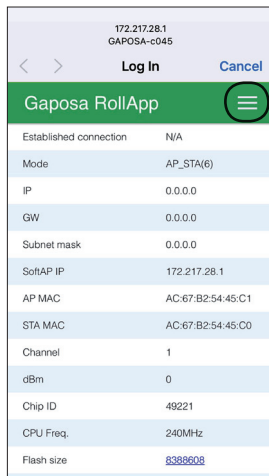 172.217.28.1
GAPOSA-c045
Log In Cancel
Gaposa RollApp
Established connection N/A
Mode AP_STA(6)
IP 0.0.0.0
GW 0.0.0.0
Subnet mask 0.0.0.0
SoftAP IP 172.217.28.1
AP MAC AC:67:B2:54:45:C1
STA MAC AC:67:B2:54:45:C0
Channel 1
dBm 0
Chip ID 49221
CPU Freq. 240MHz
Flash size 8388608